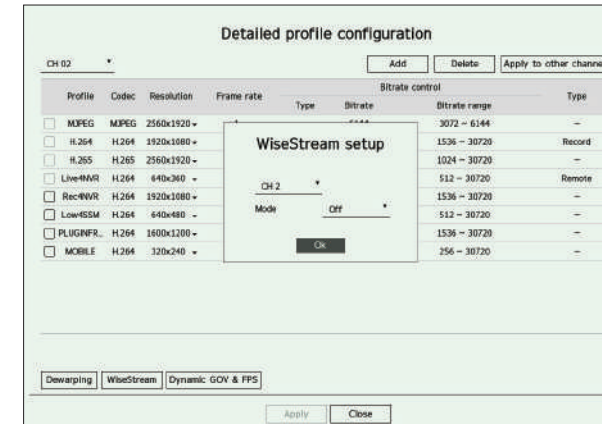 Detailed profile configuration
CH 02
Add Delete Apply to other channe
Bitrate control
Profile Codec Resolution Frame rate Type Bitrate Bitrate range Type
MJPEG MJPEG 2560x1920 3072 ~ 6144 -
H.264 H.264 1920x1080 1536 ~ 30720 Record
H.265 H.265 2560x1920 1024 ~ 30720 -
Live4NVR H.264 640x360 512 ~ 30720 Remote
Rec4NVR H.264 1920x1080 1536 ~ 30720 -
Low4SSM H.264 640x480 512 ~ 30720 -
PLUGINFR... H.264 1600x1200 1536 ~ 30720 -
MOBILE H.264 320x240 256 ~ 30720 -
WiseStream setup
CH 2
Mode Off
Ok
Dewarping WiseStream Dynamic GOV & FPS
Apply Close